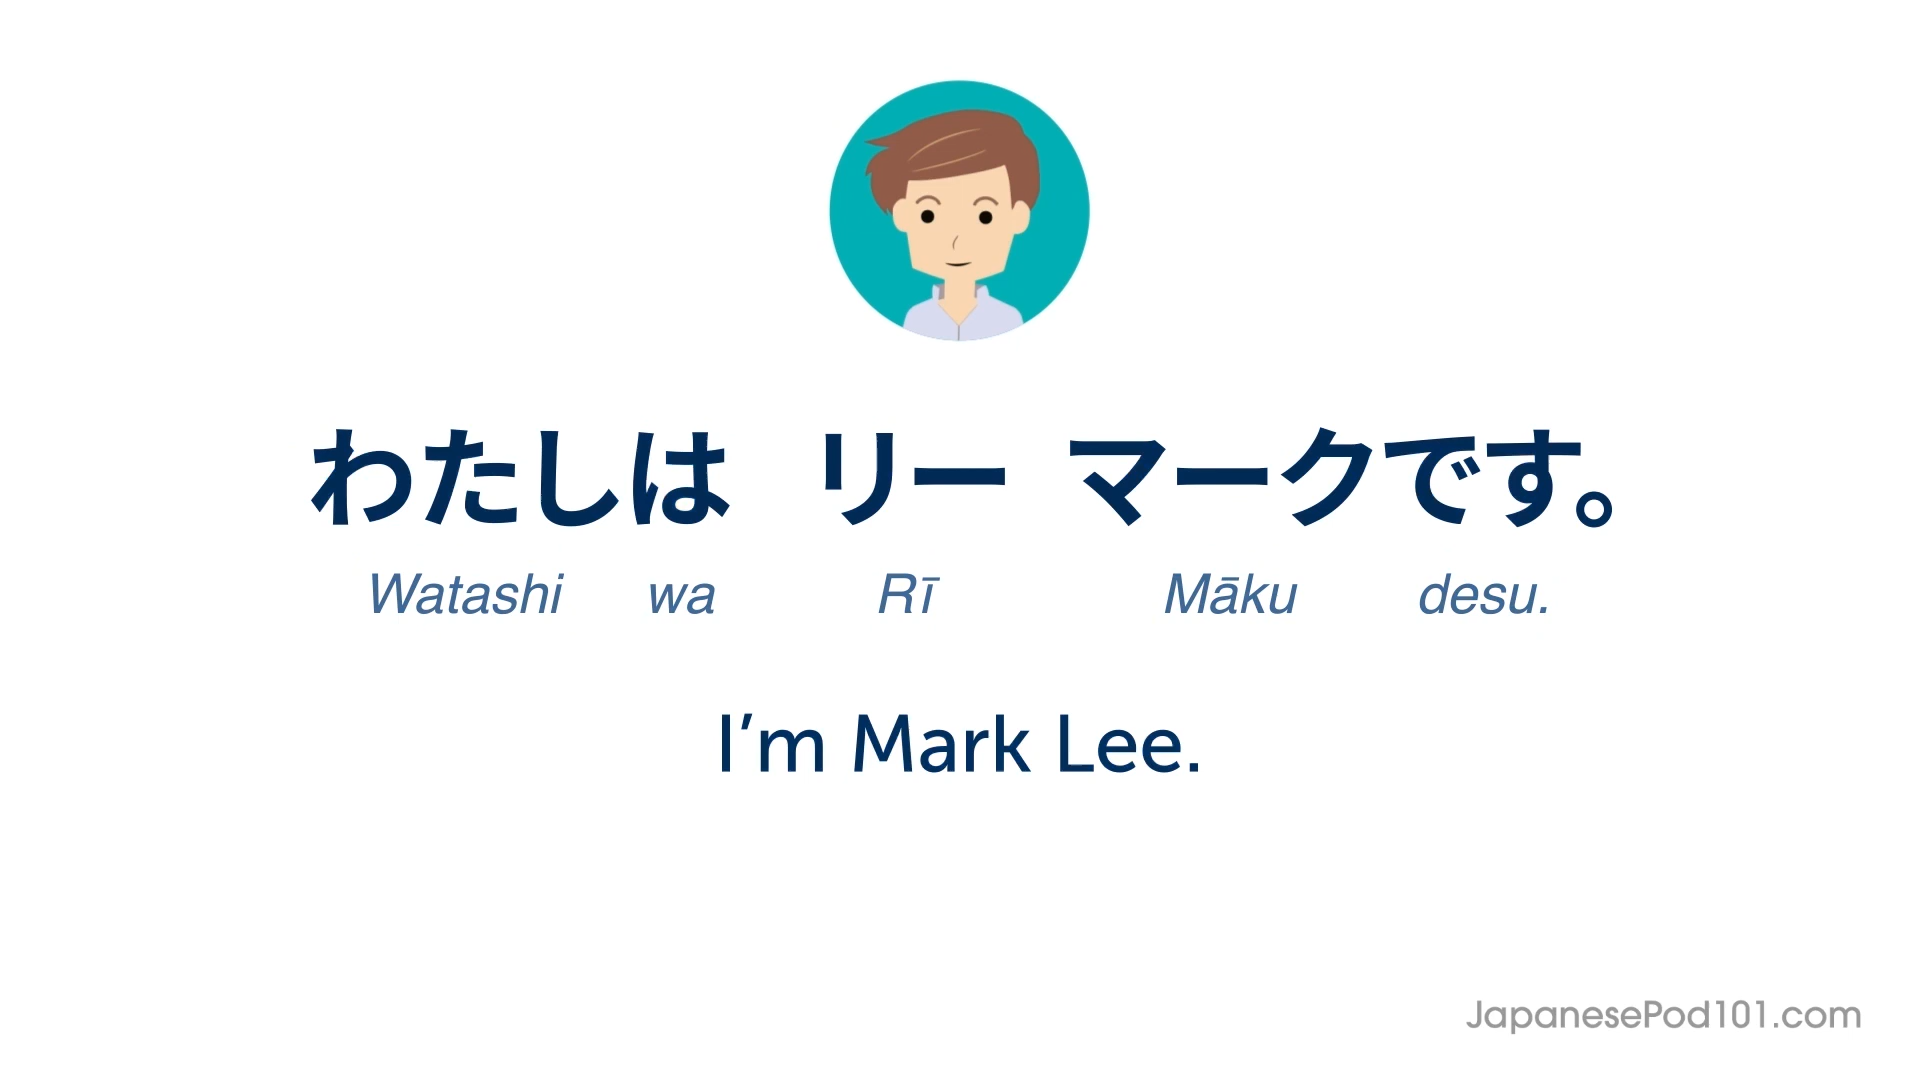 わたしは リー マークです。
Watashi wa Rī Māku desu.
I'm Mark Lee.
JapanesePod101.com